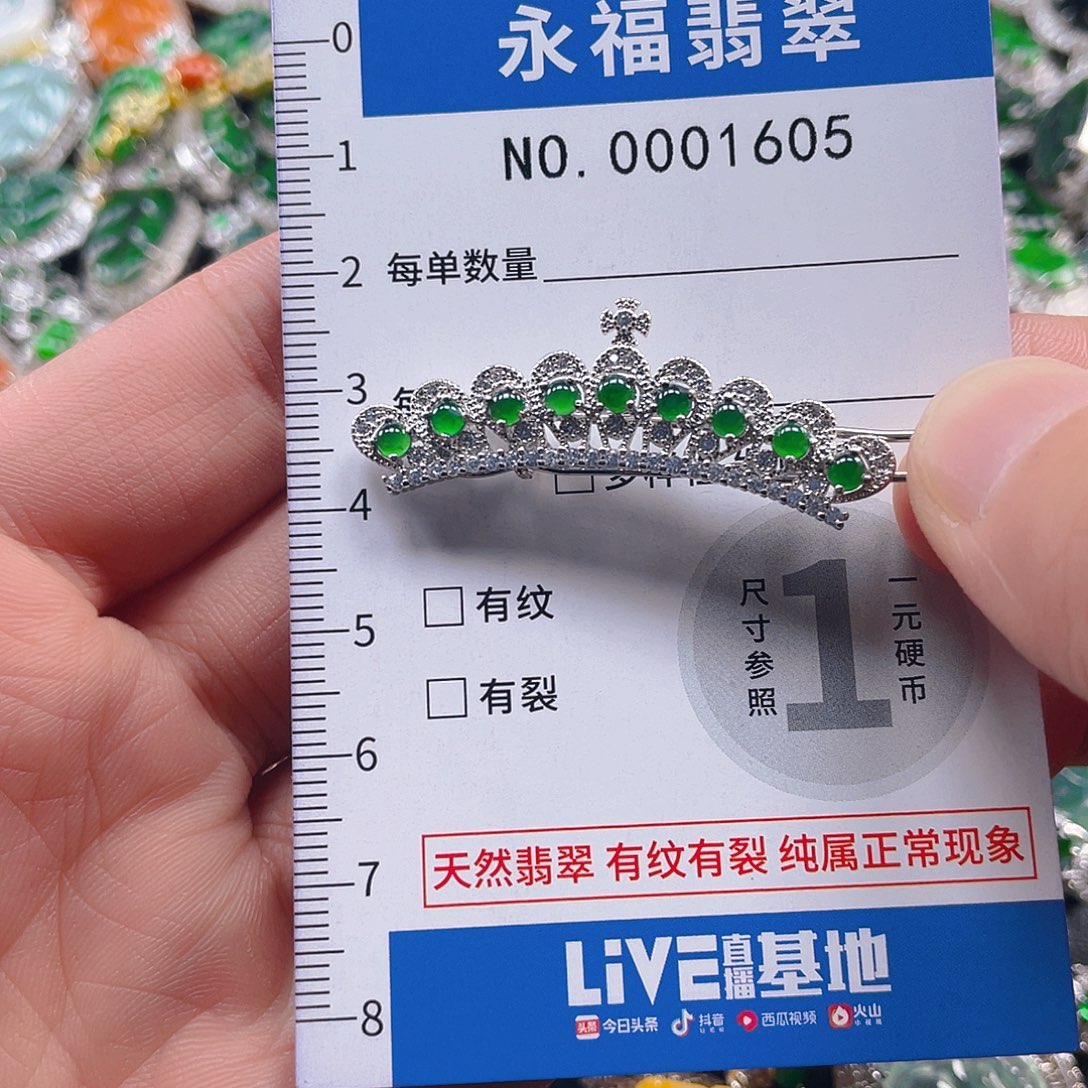 0
永福翡翠
NO. 0001605
1
2
每单数量
3
4
5
有纹
有裂
尺寸参照
1
一元硬币
6
天然翡翠 有纹有裂 纯属正常现象
7
LiVE直播基地
8
头条 今日头条 抖音 西瓜视频 火山